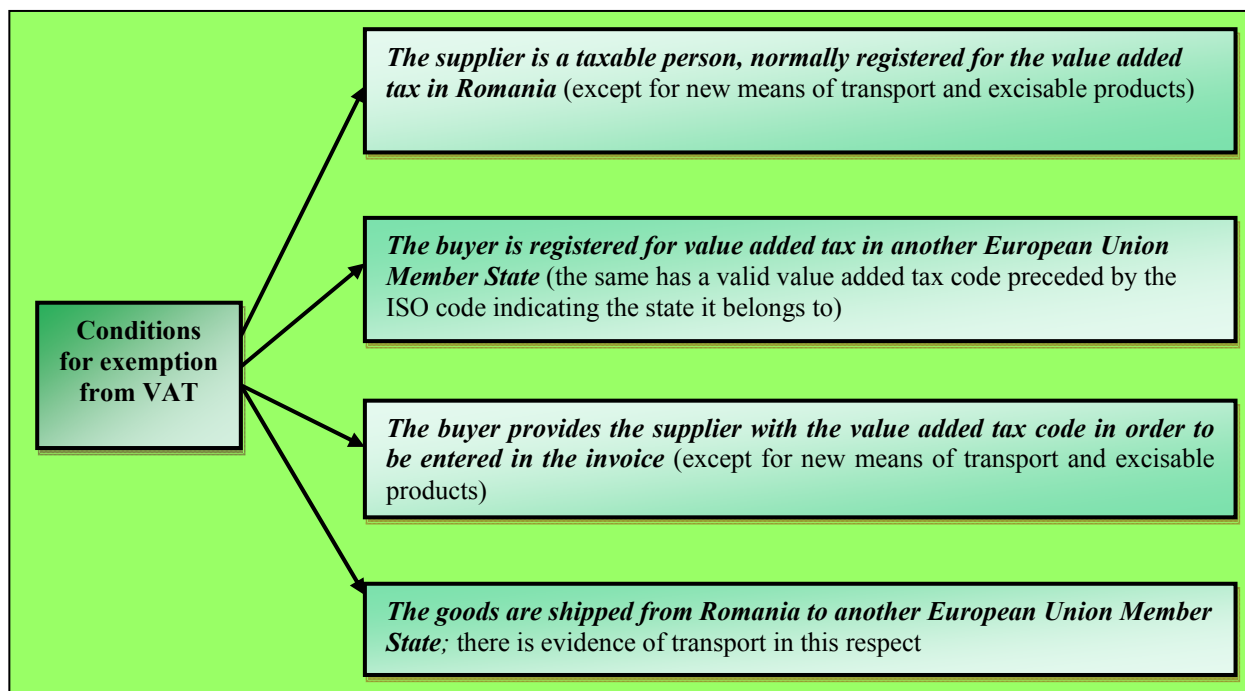 The supplier is a taxable person, normally registered for the value added
tax in Romania (except for new means of transport and excisable products)
The buyer is registered for value added tax in another European Union
Member State (the same has a valid value added tax code preceded by the
ISO code indicating the state it belongs to)
Conditions
for exemption
from VAT
The buyer provides the supplier with the value added tax code in order to
be entered in the invoice (except for new means of transport and excisable
products)
The goods are shipped from Romania to another European Union Member
State; there is evidence of transport in this respect